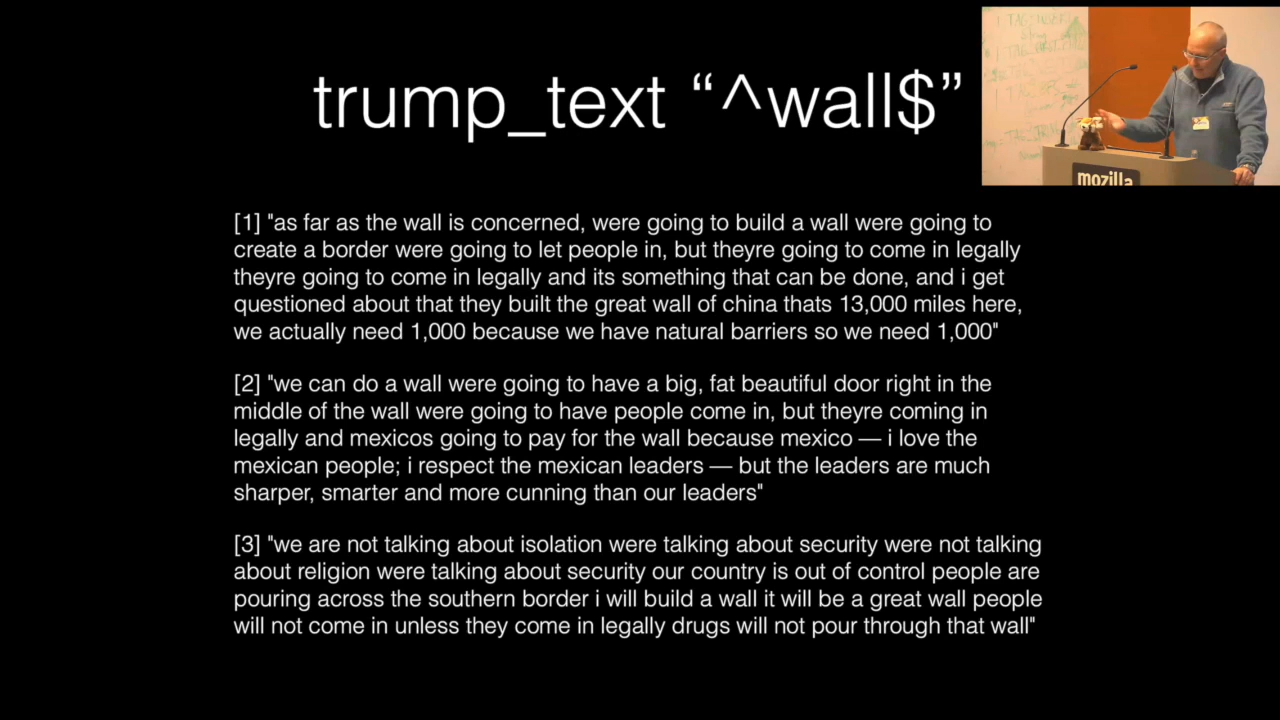 trump_text “^wall$”
mozilla
[1] "as far as the wall is concerned, were going to build a wall were going to
create a border were going to let people in, but theyre going to come in legally
theyre going to come in legally and its something that can be done, and i get
questioned about that they built the great wall of china thats 13,000 miles here,
we actually need 1,000 because we have natural barriers so we need 1,000"
[2] "we can do a wall were going to have a big, fat beautiful door right in the
middle of the wall were going to have people come in, but theyre coming in
legally and mexicos going to pay for the wall because mexico — i love the
mexican people; i respect the mexican leaders — but the leaders are much
sharper, smarter and more cunning than our leaders"
[3] "we are not talking about isolation were talking about security were not talking
about religion were talking about security our country is out of control people are
pouring across the southern border i will build a wall it will be a great wall people
will not come in unless they come in legally drugs will not pour through that wall"